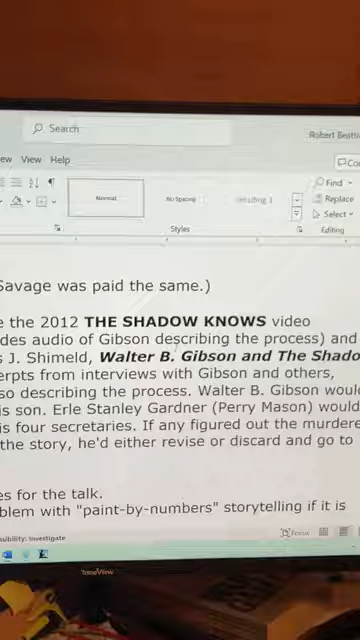 Search
Robert
ew View Help
Find
Normal
No Spacing
Heading 1
Replace
Select
Styles
Editing
Savage was paid the same.)
e the 2012 THE SHADOW KNOWS video
des audio of Gibson describing the process) and
s J. Shimeld, Walter B. Gibson and The Shado
erpts from interviews with Gibson and others,
so describing the process. Walter B. Gibson would
is son. Erle Stanley Gardner (Perry Mason) would
is four secretaries. If any figured out the murdere
the story, he'd either revise or discard and go to
es for the talk.
blem with "paint-by-numbers" storytelling if it is
ssibility: Investigate
Focus